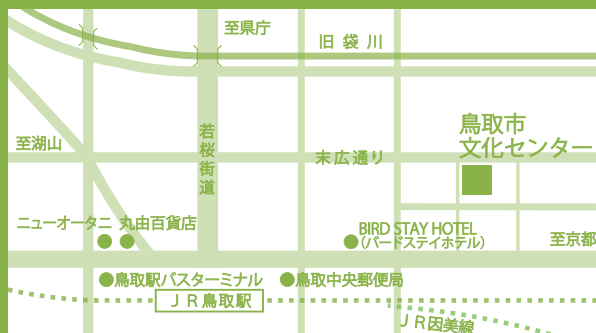 至県庁
旧袋川
鳥取市
文化センター
若桜街道
至湖山
末広通り
ニューオータニ 丸由百貨店
BIRD STAY HOTEL
(バードステイホテル)
至京都
鳥取駅バスターミナル
鳥取中央郵便局
JR鳥取駅
JR因美線